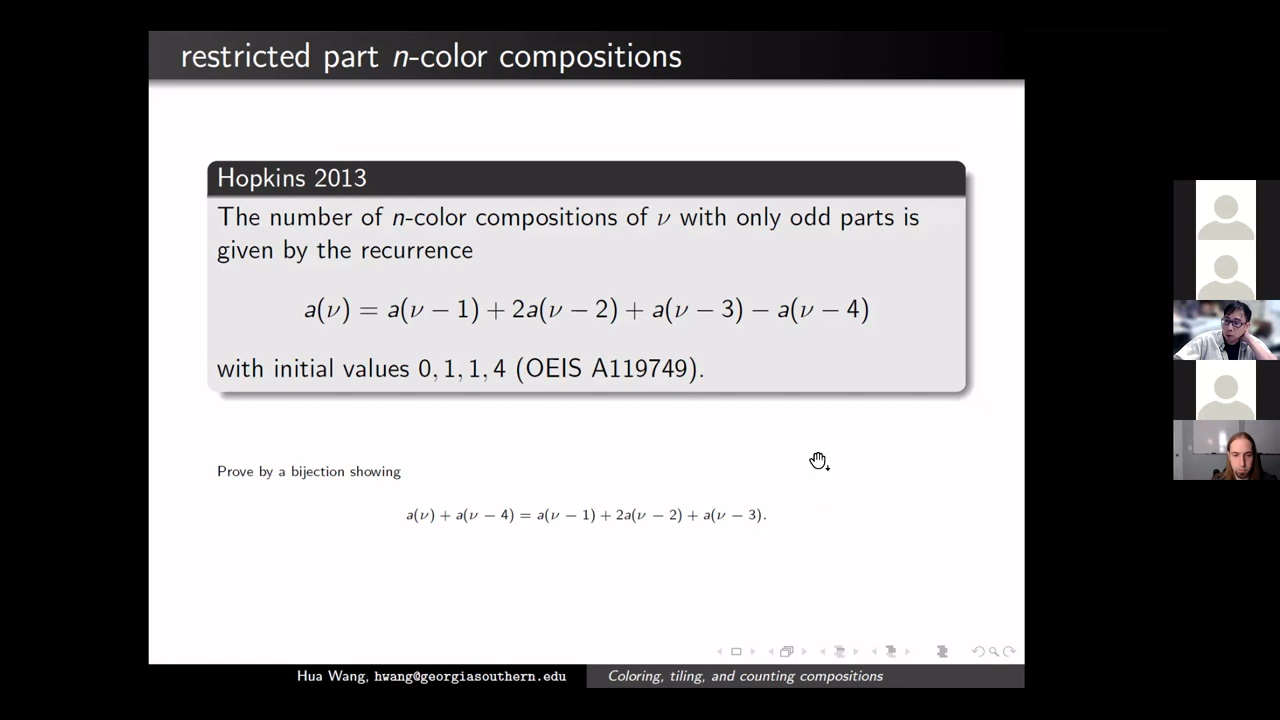 restricted part n-color compositions
Hopkins 2013
The number of n-color compositions of ν with only odd parts is
given by the recurrence
a(ν) = a(ν − 1) + 2a(ν − 2) + a(ν − 3) − a(ν − 4)
with initial values 0, 1, 1, 4 (OEIS A119749).
Prove by a bijection showing
a(ν) + a(ν − 4) = a(ν − 1) + 2a(ν − 2) + a(ν − 3).
Hua Wang, hwang@georgiasouthern.edu
Coloring, tiling, and counting compositions